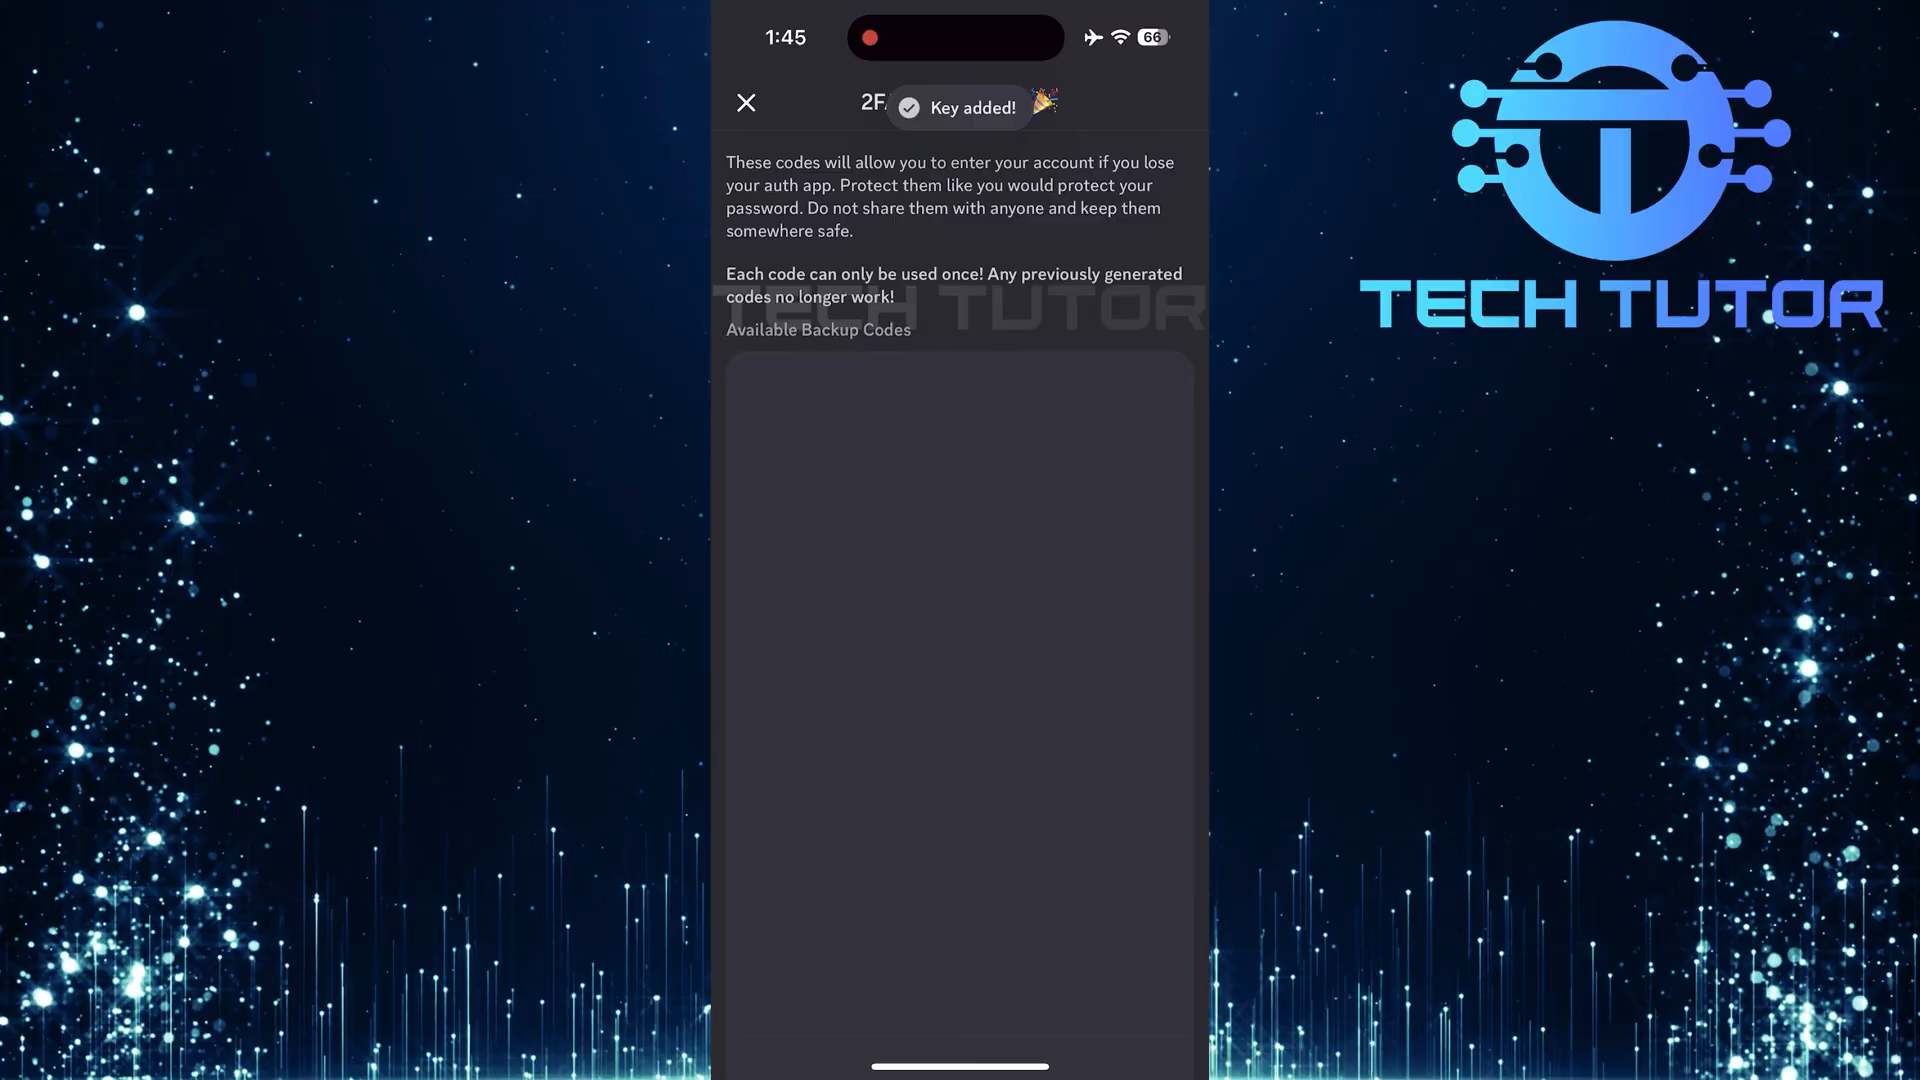 1:45
66
2FA
Key added!
These codes will allow you to enter your account if you lose
your auth app. Protect them like you would protect your
password. Do not share them with anyone and keep them
somewhere safe.
Each code can only be used once! Any previously generated
codes no longer work!
TECH TUTOR
Available Backup Codes
TECH TUTOR